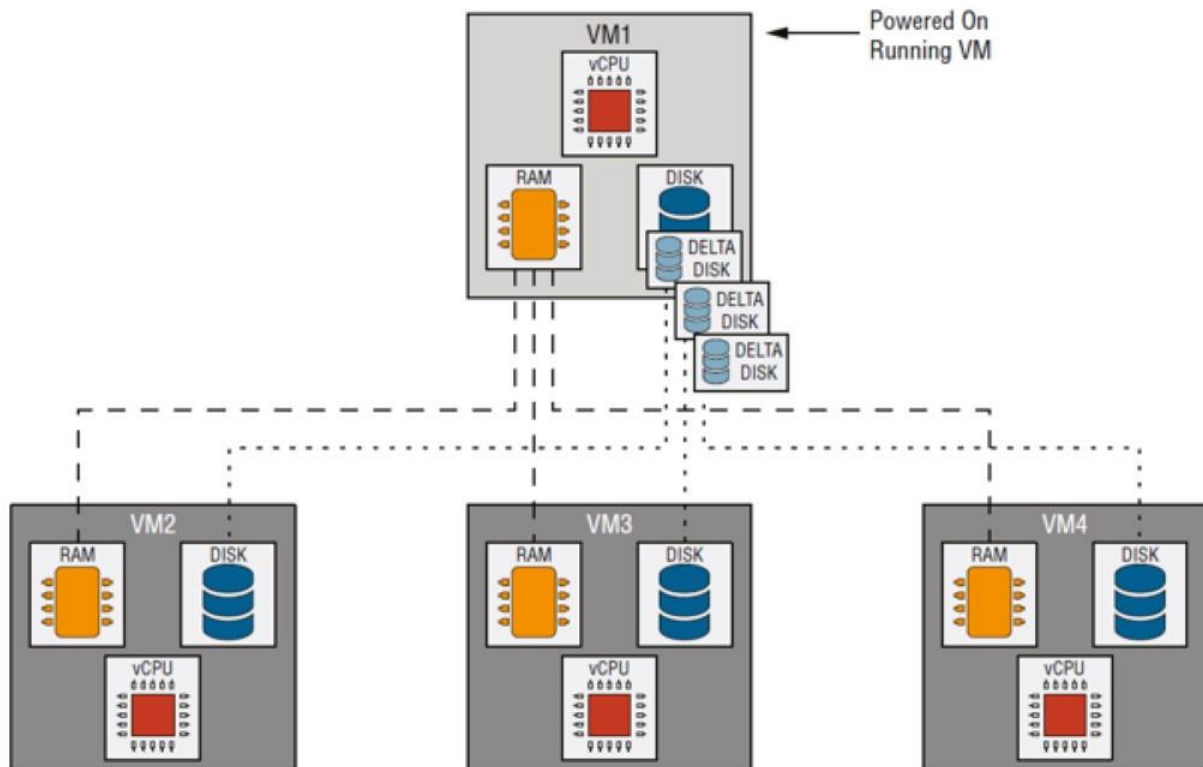 VM1
Powered On
Running VM
vCPU
RAM
DISK
DELTA
DISK
DELTA
DISK
DELTA
DISK
VM2
RAM
DISK
vCPU
VM3
RAM
DISK
vCPU
VM4
RAM
DISK
vCPU